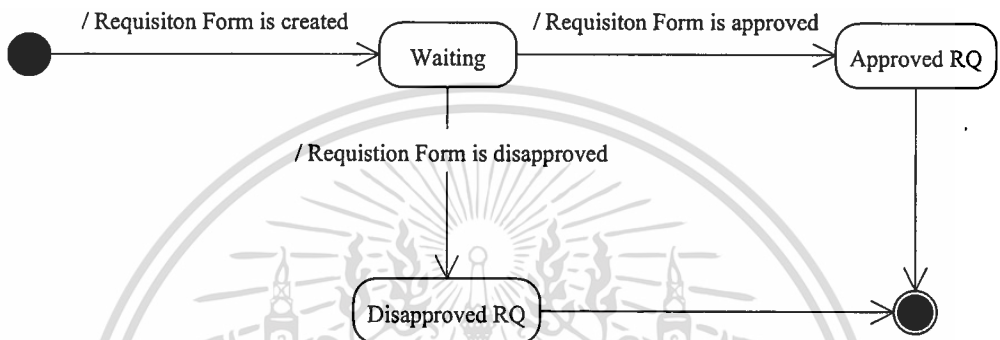 / Requisiton Form is created
/ Requisiton Form is approved
Waiting
Approved RQ
/ Requistion Form is disapproved
Disapproved RQ